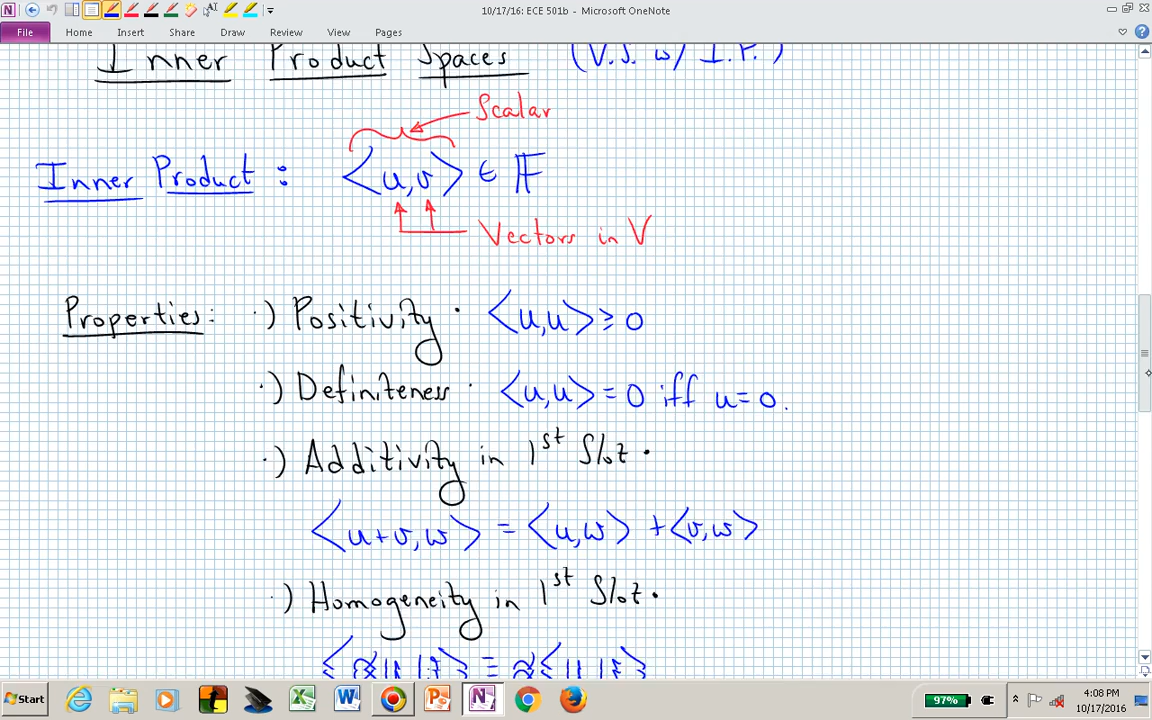 10/17/16: ECE 501b - Microsoft OneNote
File Home Insert Share Draw Review View Pages
Inner Product Spaces (V.S. w/ I.P.)
Scalar
Inner Product: <u,v> ∈ 𝔽
Vectors in V
Properties: ·) Positivity · <u,u> ≥ 0
·) Definiteness · <u,u> = 0 iff u = 0.
·) Additivity in 1st Slot ·
<u+v,w> = <u,w> + <v,w>
·) Homogeneity in 1st Slot ·
Start
97%
4:08 PM
10/17/2016